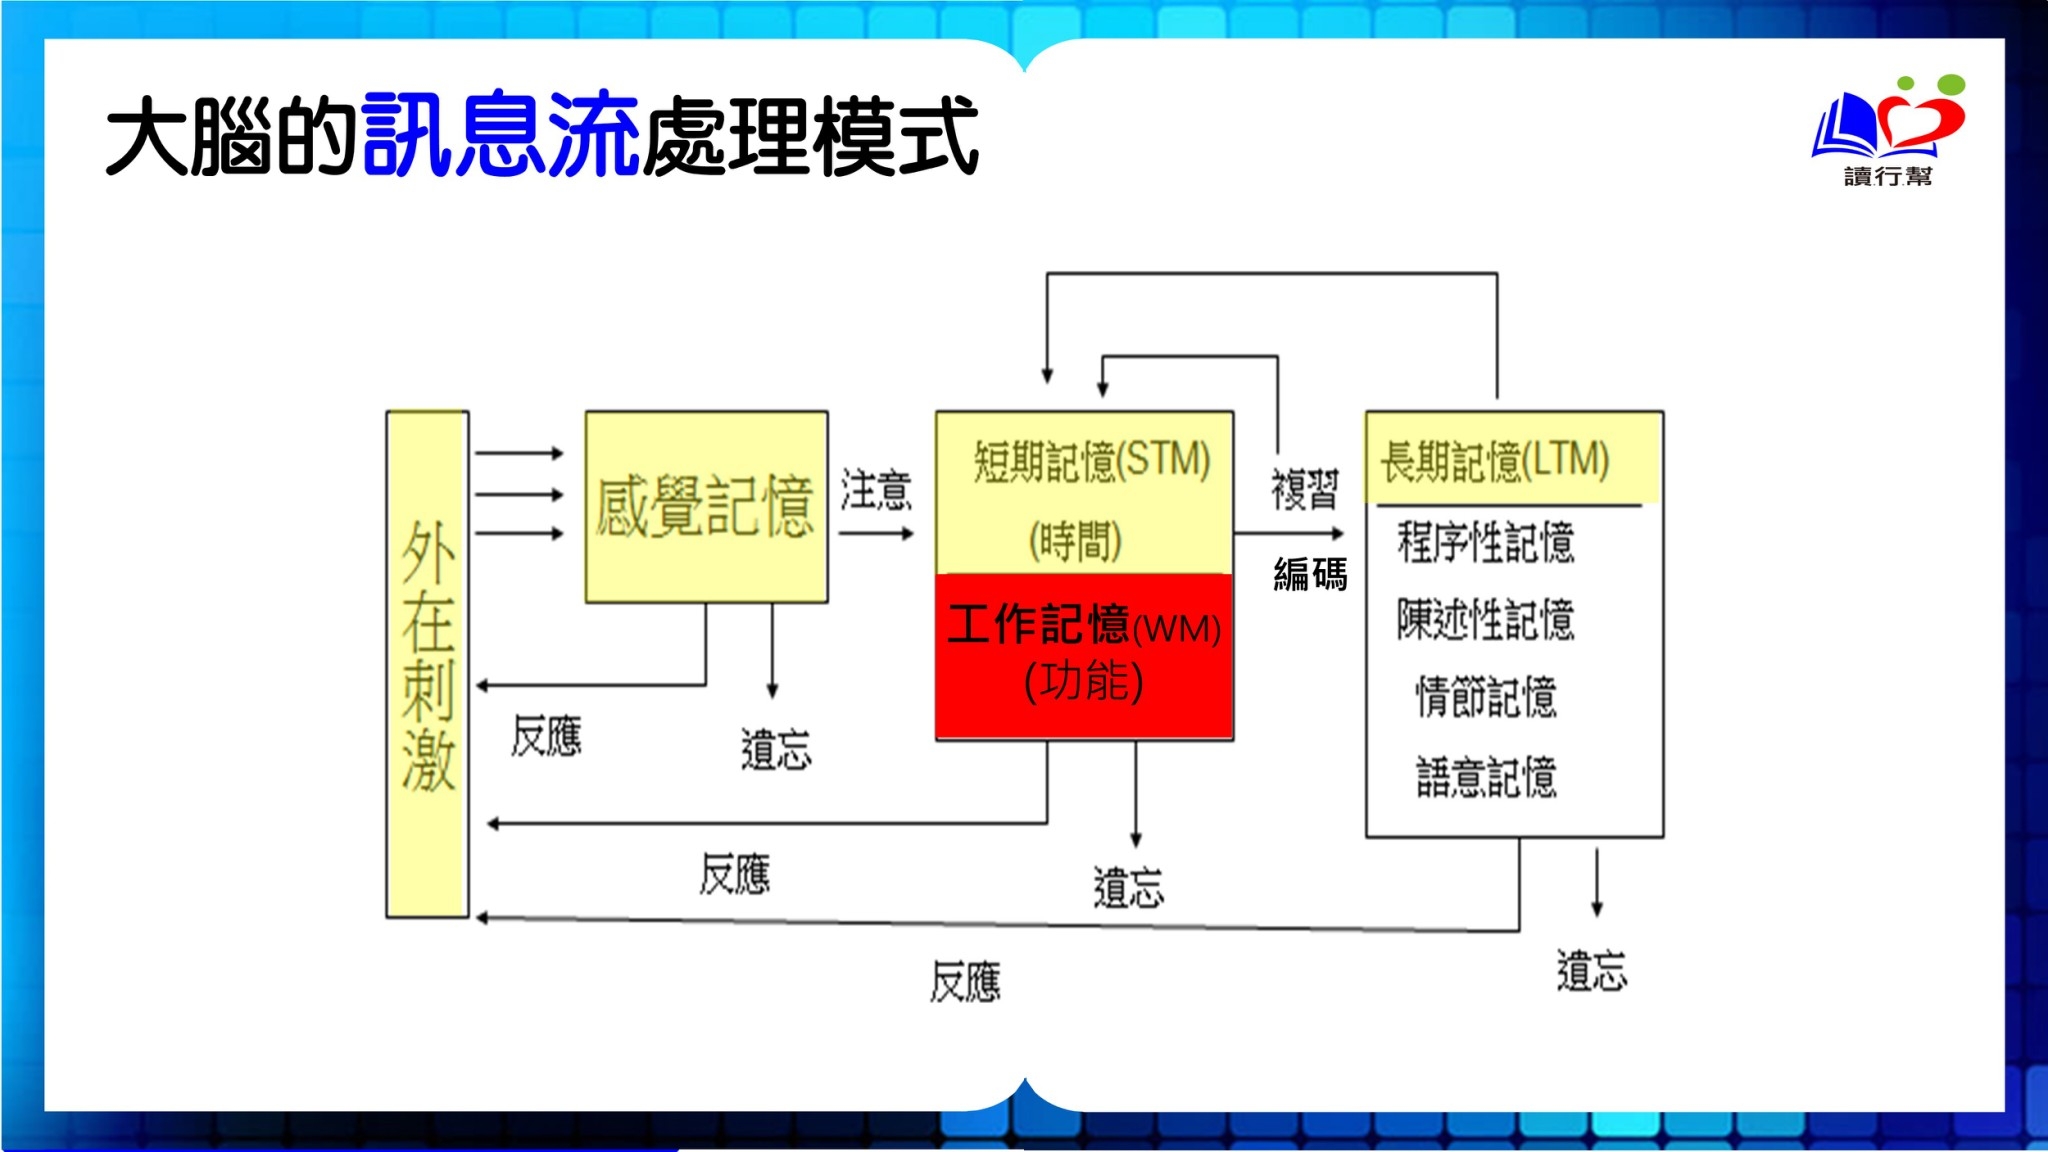 大腦的訊息流處理模式
讀行幫
外在刺激
感覺記憶
注意
短期記憶(STM)
(時間)
工作記憶(WM)
(功能)
複習
編碼
長期記憶(LTM)
程序性記憶
陳述性記憶
情節記憶
語意記憶
反應
遺忘
反應
遺忘
反應
遺忘